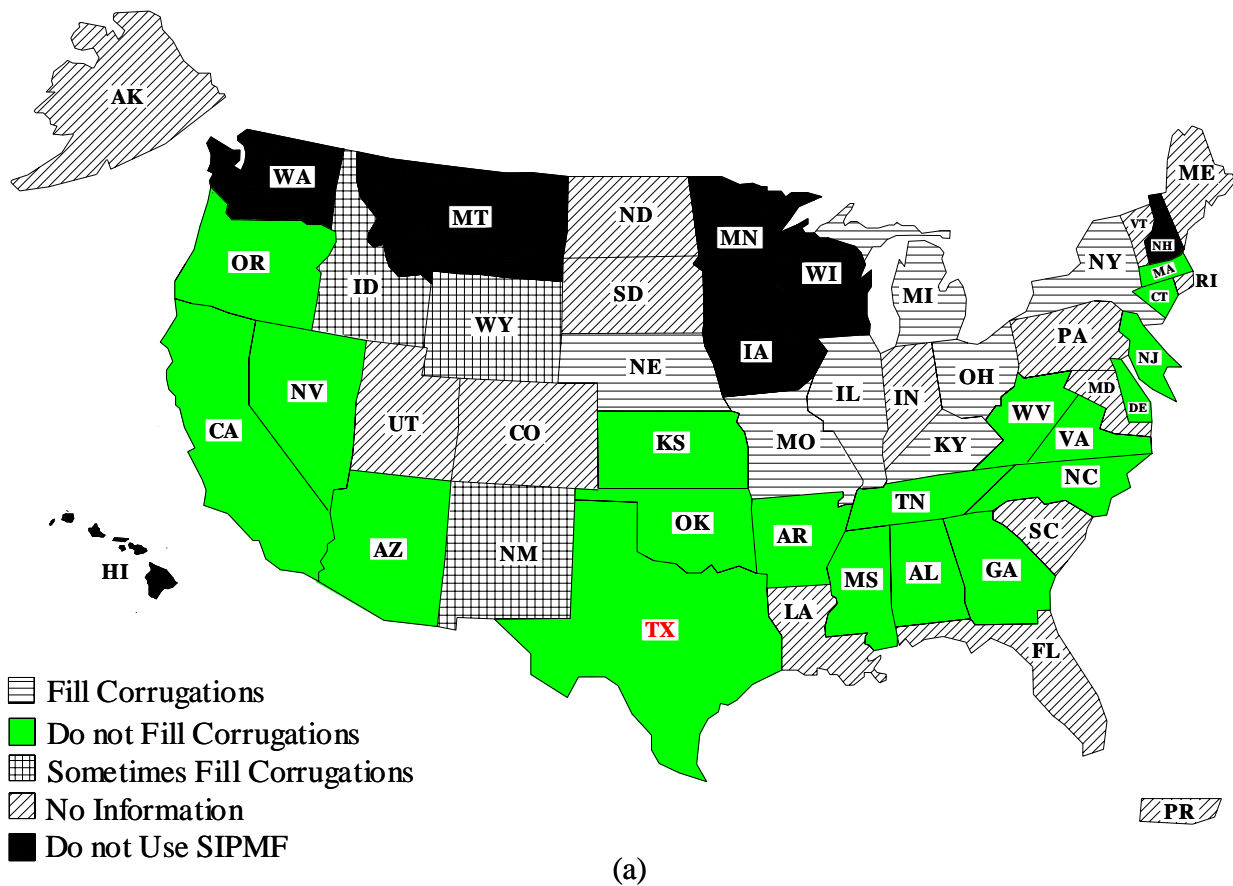 AK
WA
MT
ND
MN
ME
VT
NH
NY
MA
CT
RI
OR
ID
WY
SD
WI
MI
IA
NE
PA
NJ
NV
IL
IN
OH
MD
DE
CA
UT
CO
KS
MO
KY
WV
VA
AZ
NM
OK
AR
TN
NC
SC
HI
MS
AL
GA
TX
LA
FL
Fill Corrugations
Do not Fill Corrugations
Sometimes Fill Corrugations
No Information
Do not Use SIPMF
PR
(a)